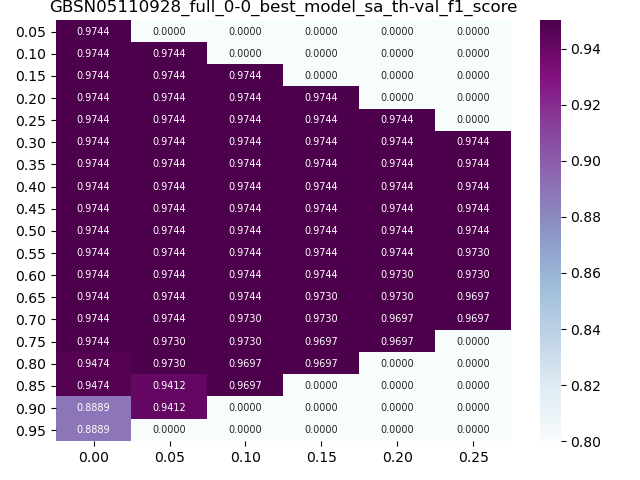 GBSN05110928_full_0-0_best_model_sa_th-val_f1_score
0.05 0.9744 0.0000 0.0000 0.0000 0.0000 0.0000
0.10 0.9744 0.9744 0.0000 0.0000 0.0000 0.0000
0.15 0.9744 0.9744 0.9744 0.0000 0.0000 0.0000
0.20 0.9744 0.9744 0.9744 0.9744 0.0000 0.0000
0.25 0.9744 0.9744 0.9744 0.9744 0.9744 0.0000
0.30 0.9744 0.9744 0.9744 0.9744 0.9744 0.9744
0.35 0.9744 0.9744 0.9744 0.9744 0.9744 0.9744
0.40 0.9744 0.9744 0.9744 0.9744 0.9744 0.9744
0.45 0.9744 0.9744 0.9744 0.9744 0.9744 0.9744
0.50 0.9744 0.9744 0.9744 0.9744 0.9744 0.9744
0.55 0.9744 0.9744 0.9744 0.9744 0.9744 0.9730
0.60 0.9744 0.9744 0.9744 0.9744 0.9730 0.9730
0.65 0.9744 0.9744 0.9744 0.9730 0.9730 0.9697
0.70 0.9744 0.9744 0.9730 0.9730 0.9697 0.9697
0.75 0.9744 0.9730 0.9730 0.9697 0.9697 0.0000
0.80 0.9474 0.9730 0.9697 0.9697 0.0000 0.0000
0.85 0.9474 0.9412 0.9697 0.0000 0.0000 0.0000
0.90 0.8889 0.9412 0.0000 0.0000 0.0000 0.0000
0.95 0.8889 0.0000 0.0000 0.0000 0.0000 0.0000
0.00 0.05 0.10 0.15 0.20 0.25
0.94
0.92
0.90
0.88
0.86
0.84
0.82
0.80